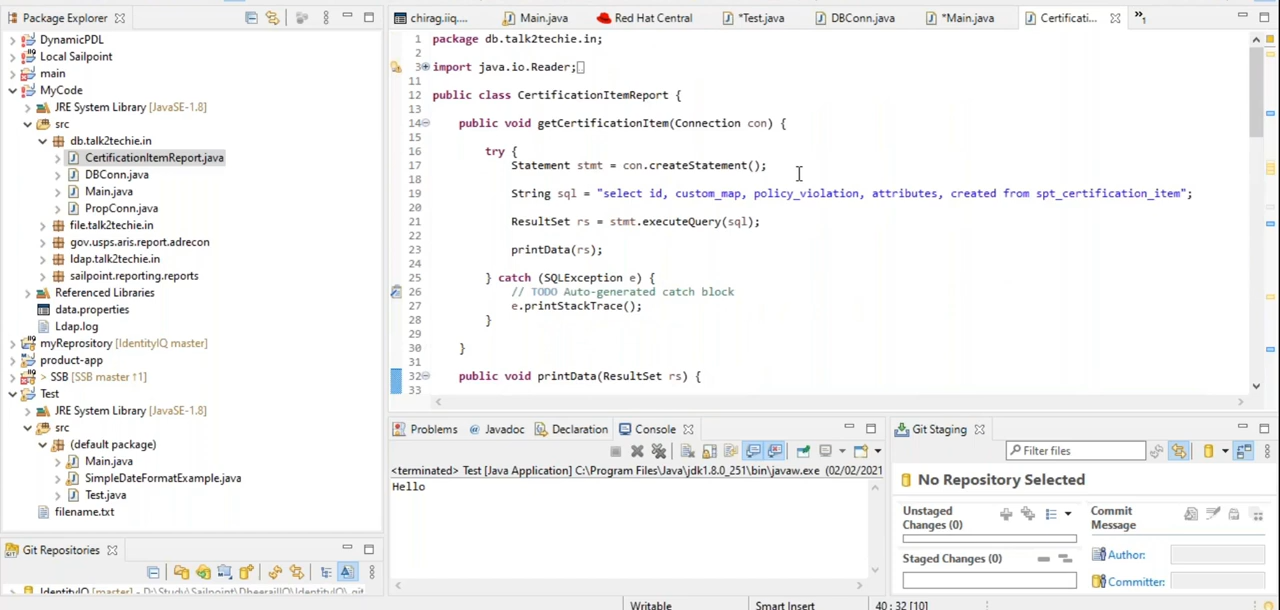 Package Explorer
chirag.iiq....
Main.java
Red Hat Central
*Test.java
DBConn.java
*Main.java
Certificati...
»1
DynamicPDL
Local Sailpoint
main
MyCode
JRE System Library [JavaSE-1.8]
src
db.talk2techie.in
CertificationItemReport.java
DBConn.java
Main.java
PropConn.java
file.talk2techie.in
gov.usps.aris.report.adrecon
ldap.talk2techie.in
sailpoint.reporting.reports
Referenced Libraries
data.properties
Ldap.log
myRepository [IdentityIQ master]
product-app
> SSB [SSB master ↑1]
Test
JRE System Library [JavaSE-1.8]
src
(default package)
Main.java
SimpleDateFormatExample.java
Test.java
filename.txt
Git Repositories
IdentityIQ [master] - D:\Study\Sailpoint\DheerajIIQ\IdentityIQ\.git
1 package db.talk2techie.in;
2
3 import java.io.Reader;
11
12 public class CertificationItemReport {
13
14 public void getCertificationItem(Connection con) {
15
16 try {
17 Statement stmt = con.createStatement();
18
19 String sql = "select id, custom_map, policy_violation, attributes, created from spt_certification_item";
20
21 ResultSet rs = stmt.executeQuery(sql);
22
23 printData(rs);
24
25 } catch (SQLException e) {
26 // TODO Auto-generated catch block
27 e.printStackTrace();
28 }
29
30 }
31
32 public void printData(ResultSet rs) {
33
Problems
@ Javadoc
Declaration
Console
<terminated> Test [Java Application] C:\Program Files\Java\jdk1.8.0_251\bin\javaw.exe (02/02/2021
Hello
Git Staging
Filter files
No Repository Selected
Unstaged Changes (0)
Staged Changes (0)
Commit Message
Author:
Committer:
Writable
Smart Insert
40 : 32 [10]